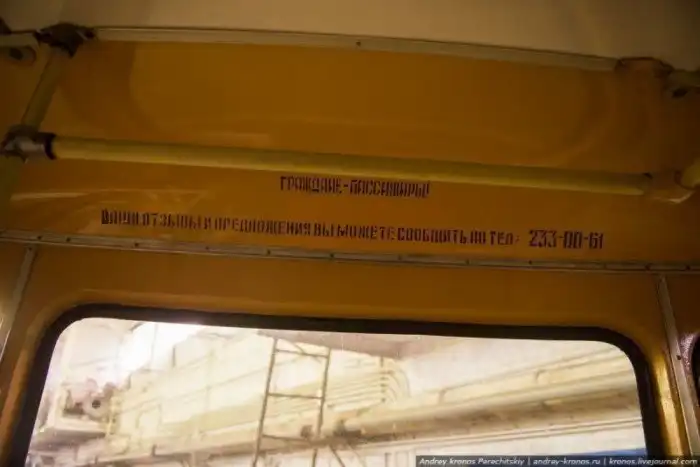 ГРАЖДАНЕ-ПАССАЖИРЫ!
ВАШИ ОТЗЫВЫ И ПРЕДЛОЖЕНИЯ ВЫ МОЖЕТЕ СООБЩИТЬ ПО ТЕЛ: 233-00-61
Andrey kronos Perechitskiy | andrey-kronos.ru | kronos.livejournal.com